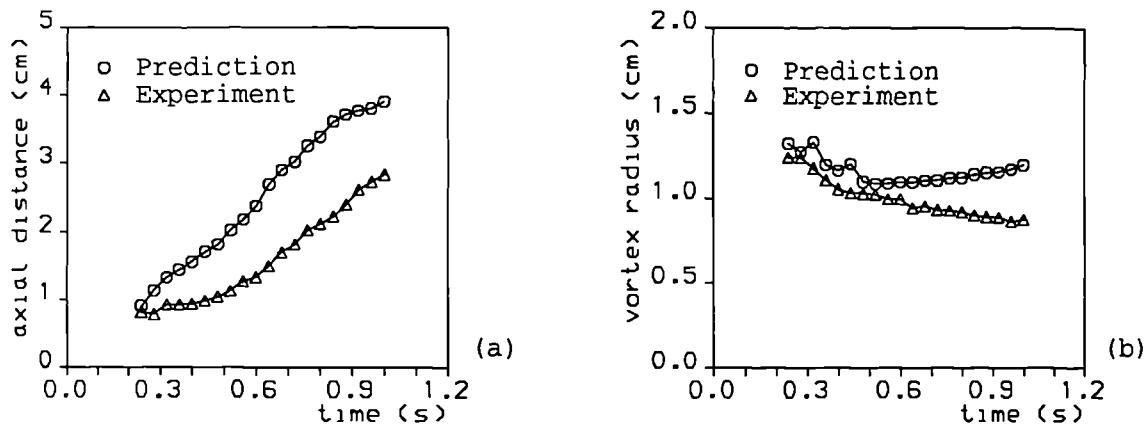 5
4
3
2
1
0
axial distance (cm)
Prediction
Experiment
0.0 0.3 0.6 0.9 1.2
time (s)
(a)
2.0
1.5
1.0
0.5
0.0
vortex radius (cm)
Prediction
Experiment
0.0 0.3 0.6 0.9 1.2
time (s)
(b)